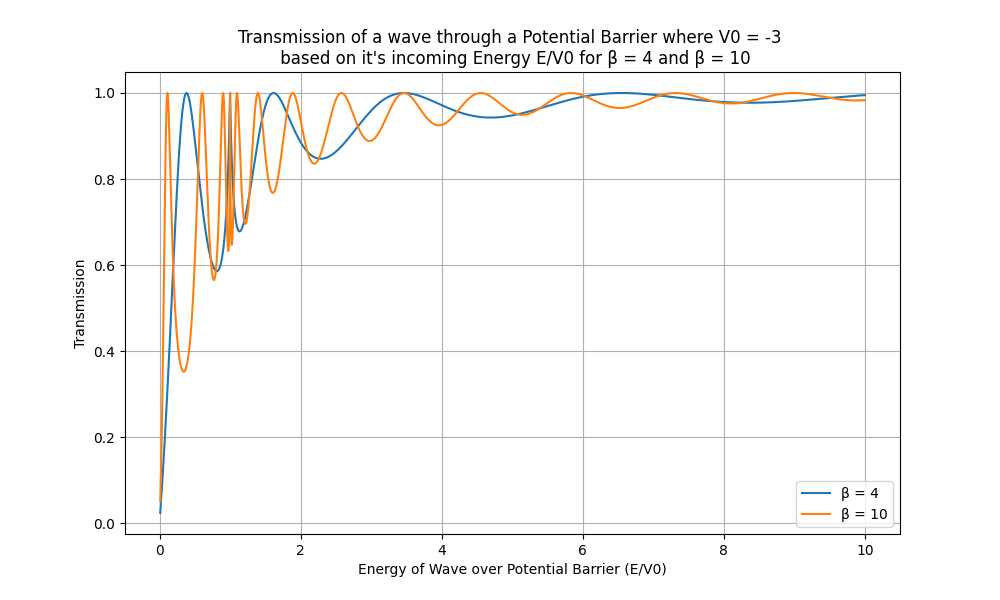 Transmission of a wave through a Potential Barrier where V0 = -3
based on it's incoming Energy E/V0 for β = 4 and β = 10
1.0
0.8
0.6
0.4
0.2
0.0
Transmission
0 2 4 6 8 10
Energy of Wave over Potential Barrier (E/V0)
β = 4
β = 10